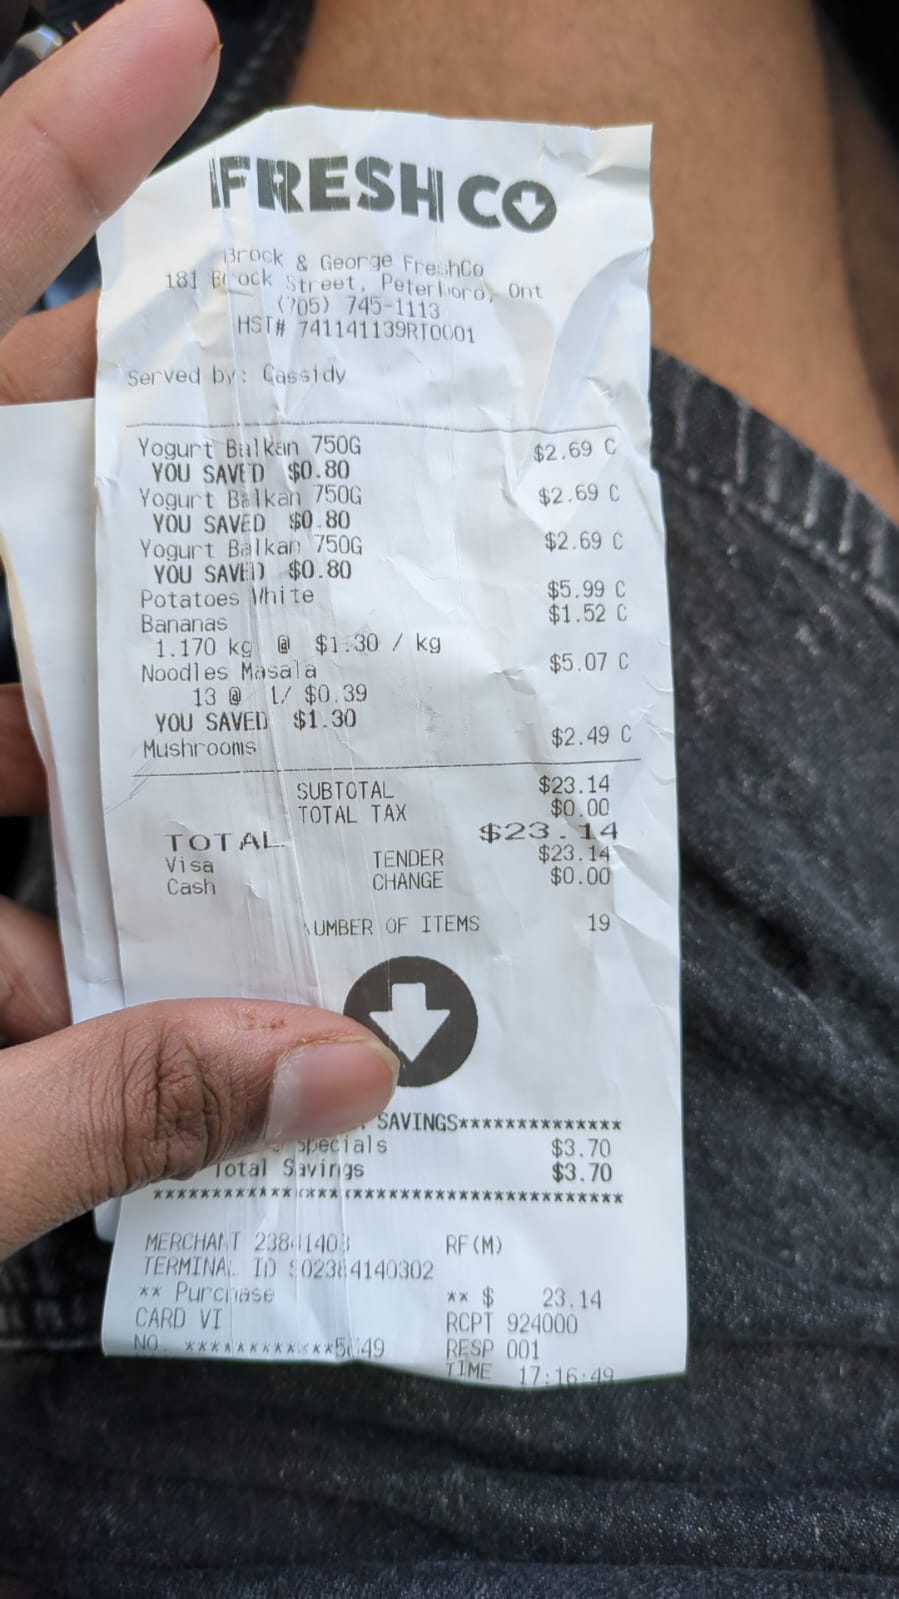 FRESHCO
Brock & George FreshCo
181 Brock Street, Peterboro, Ont
(705) 745-1113
HST# 741141139RT0001
Served by: Cassidy
Yogurt Balkan 750G $2.69 C
YOU SAVED $0.80
Yogurt Balkan 750G $2.69 C
YOU SAVED $0.80
Yogurt Balkan 750G $2.69 C
YOU SAVED $0.80
Potatoes White $5.99 C
Bananas $1.52 C
1.170 kg @ $1.30 / kg
Noodles Masala $5.07 C
13 @ 1/ $0.39
YOU SAVED $1.30
Mushrooms $2.49 C
SUBTOTAL $23.14
TOTAL TAX $0.00
TOTAL $23.14
Visa TENDER $23.14
Cash CHANGE $0.00
NUMBER OF ITEMS 19
SAVINGS**************
Specials $3.70
Total Savings $3.70
****************************************
MERCHANT RF(M)
TERMINAL ID S02384140302
** Purchase ** $ 23.14
CARD VI RCPT 924000
NO. RESP 001
TIME 17:16:49